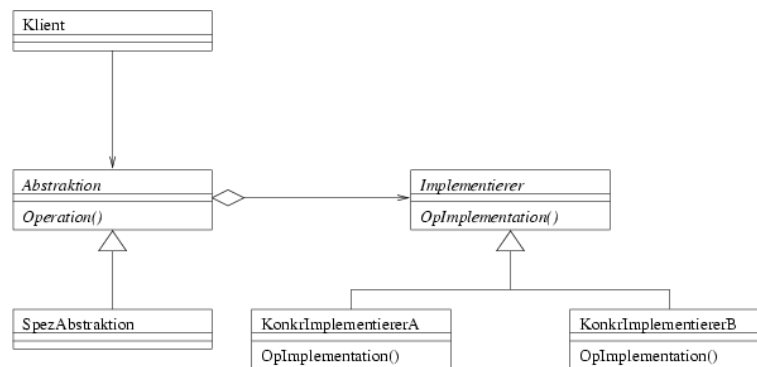 Klient
Abstraktion
Implementierer
Operation()
OpImplementation()
SpezAbstraktion
KonkrImplementiererA
KonkrImplementiererB
OpImplementation()
OpImplementation()